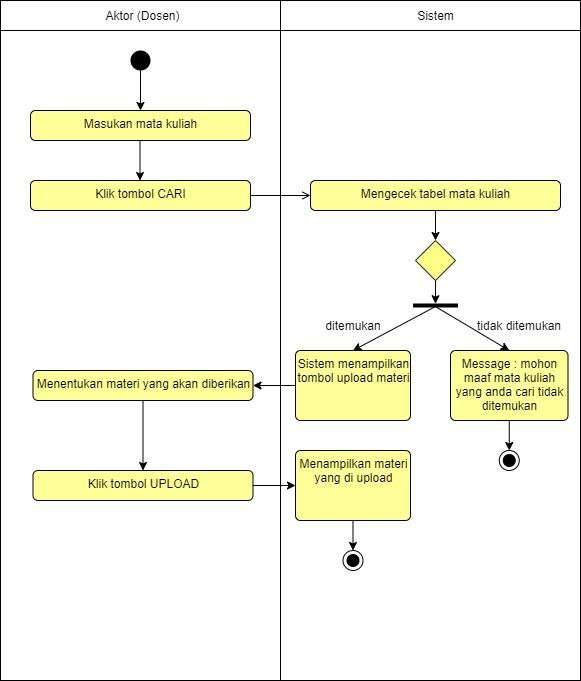 Aktor (Dosen)
Sistem
Masukan mata kuliah
Klik tombol CARI
Mengecek tabel mata kuliah
ditemukan
tidak ditemukan
Sistem menampilkan
tombol upload materi
Message : mohon
maaf mata kuliah
yang anda cari tidak
ditemukan
Menentukan materi yang akan diberikan
Klik tombol UPLOAD
Menampilkan materi
yang di upload